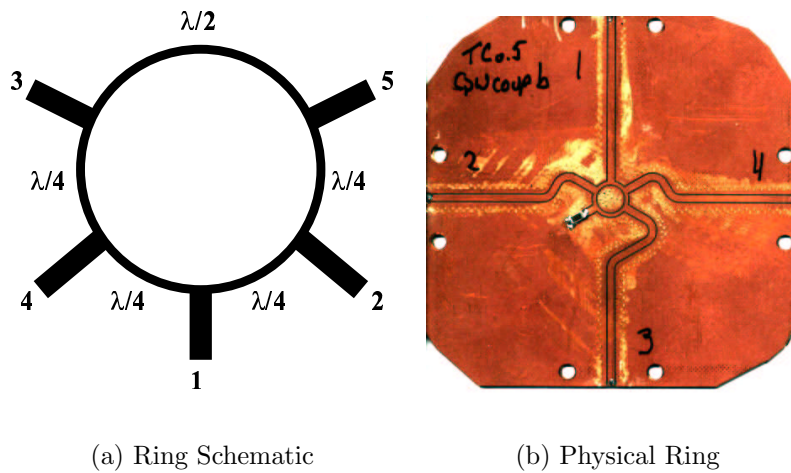 λ/2
3
5
λ/4
λ/4
4
2
λ/4
λ/4
1
(a) Ring Schematic
TC0.5
CpWcoup b
1
2
4
3
(b) Physical Ring